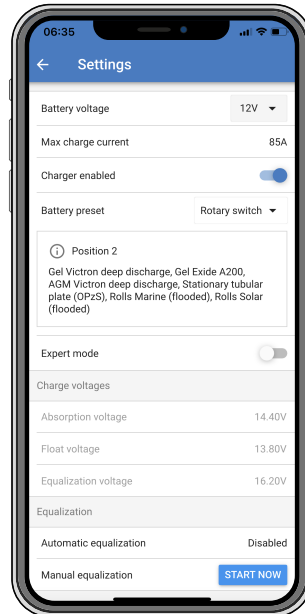 06:35
Settings
Battery voltage 12V
Max charge current 85A
Charger enabled
Battery preset Rotary switch
Position 2
Gel Victron deep discharge, Gel Exide A200,
AGM Victron deep discharge, Stationary tubular
plate (OPzS), Rolls Marine (flooded), Rolls Solar
(flooded)
Expert mode
Charge voltages
Absorption voltage 14.40V
Float voltage 13.80V
Equalization voltage 16.20V
Equalization
Automatic equalization Disabled
Manual equalization START NOW